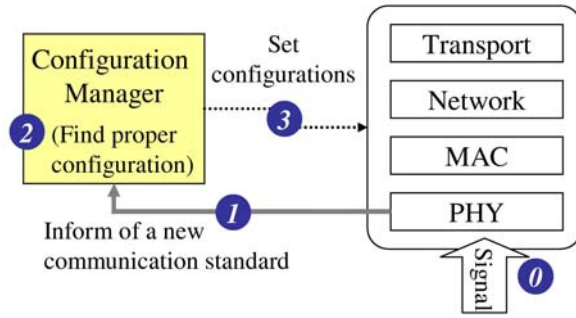 Configuration
Manager
2
(Find proper
configuration)
Set
configurations
3
Transport
Network
MAC
PHY
1
Inform of a new
communication standard
Signal
0